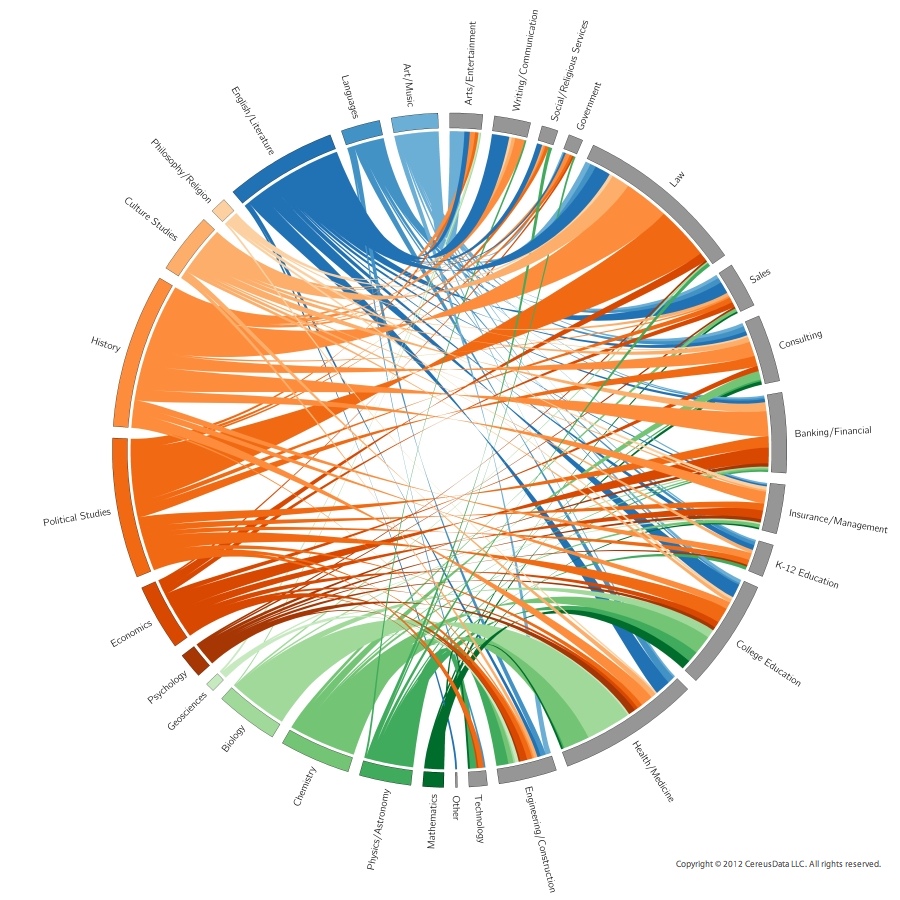 Arts/Entertainment
Writing/Communication
Social/Religious Services
Government
Law
Sales
Consulting
Banking/Financial
Insurance/Management
K-12 Education
College Education
Health/Medicine
Engineering/Construction
Technology
Other
Mathematics
Physics/Astronomy
Chemistry
Biology
Geosciences
Psychology
Economics
Political Studies
History
Culture Studies
Philosophy/Religion
English/Literature
Languages
Art/Music
Copyright © 2012 CereusData LLC. All rights reserved.